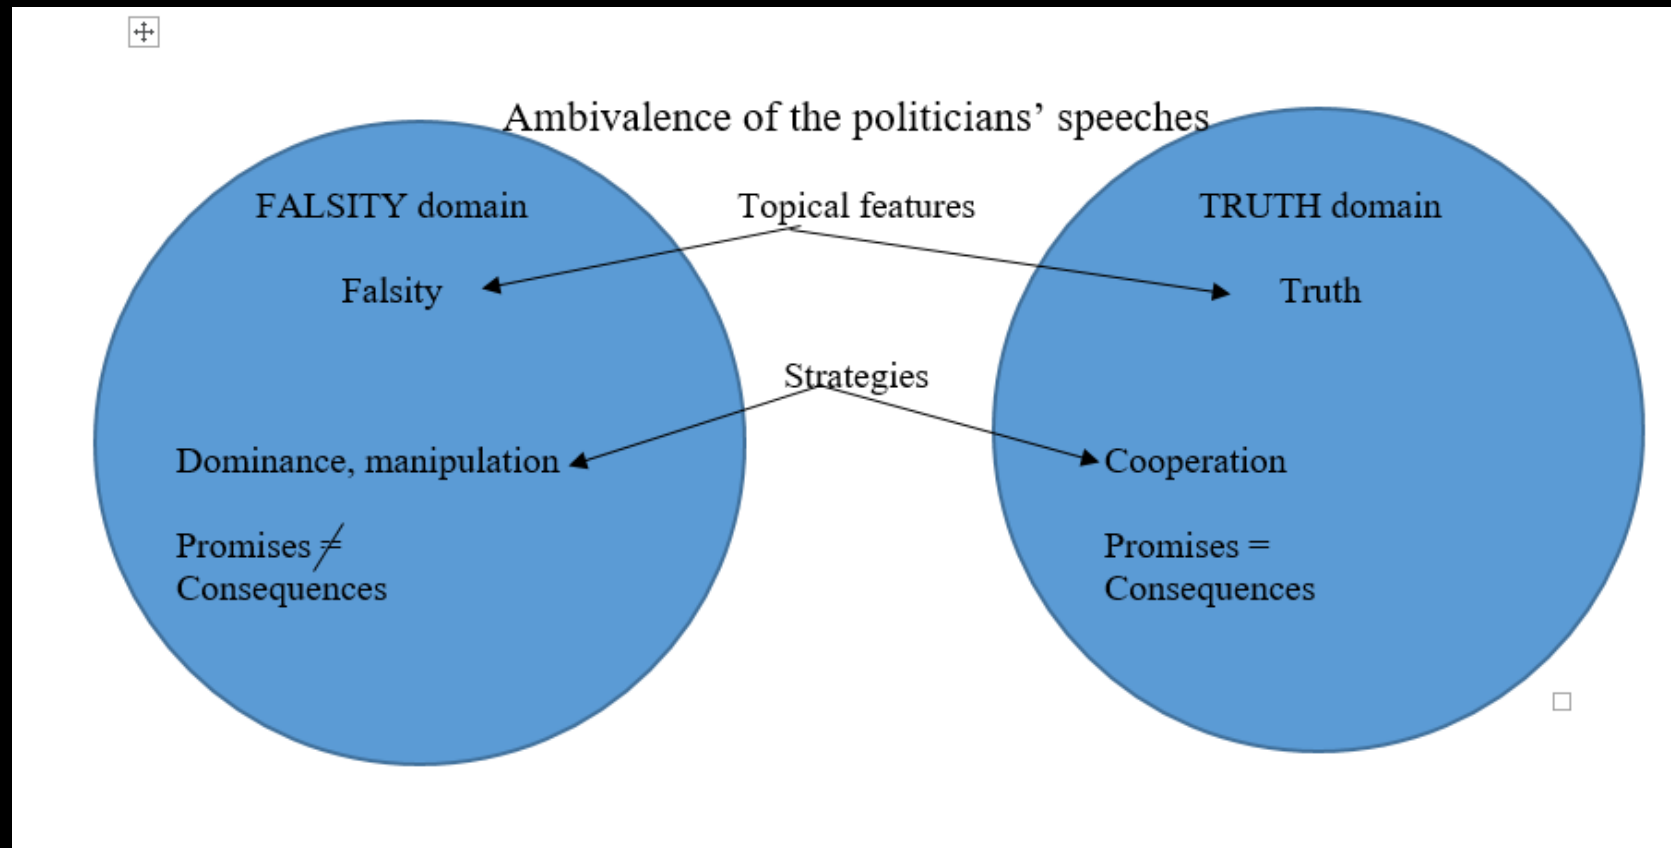 Ambivalence of the politicians’ speeches
FALSITY domain
Topical features
TRUTH domain
Falsity
Truth
Strategies
Dominance, manipulation
Cooperation
Promises ≠
Consequences
Promises =
Consequences